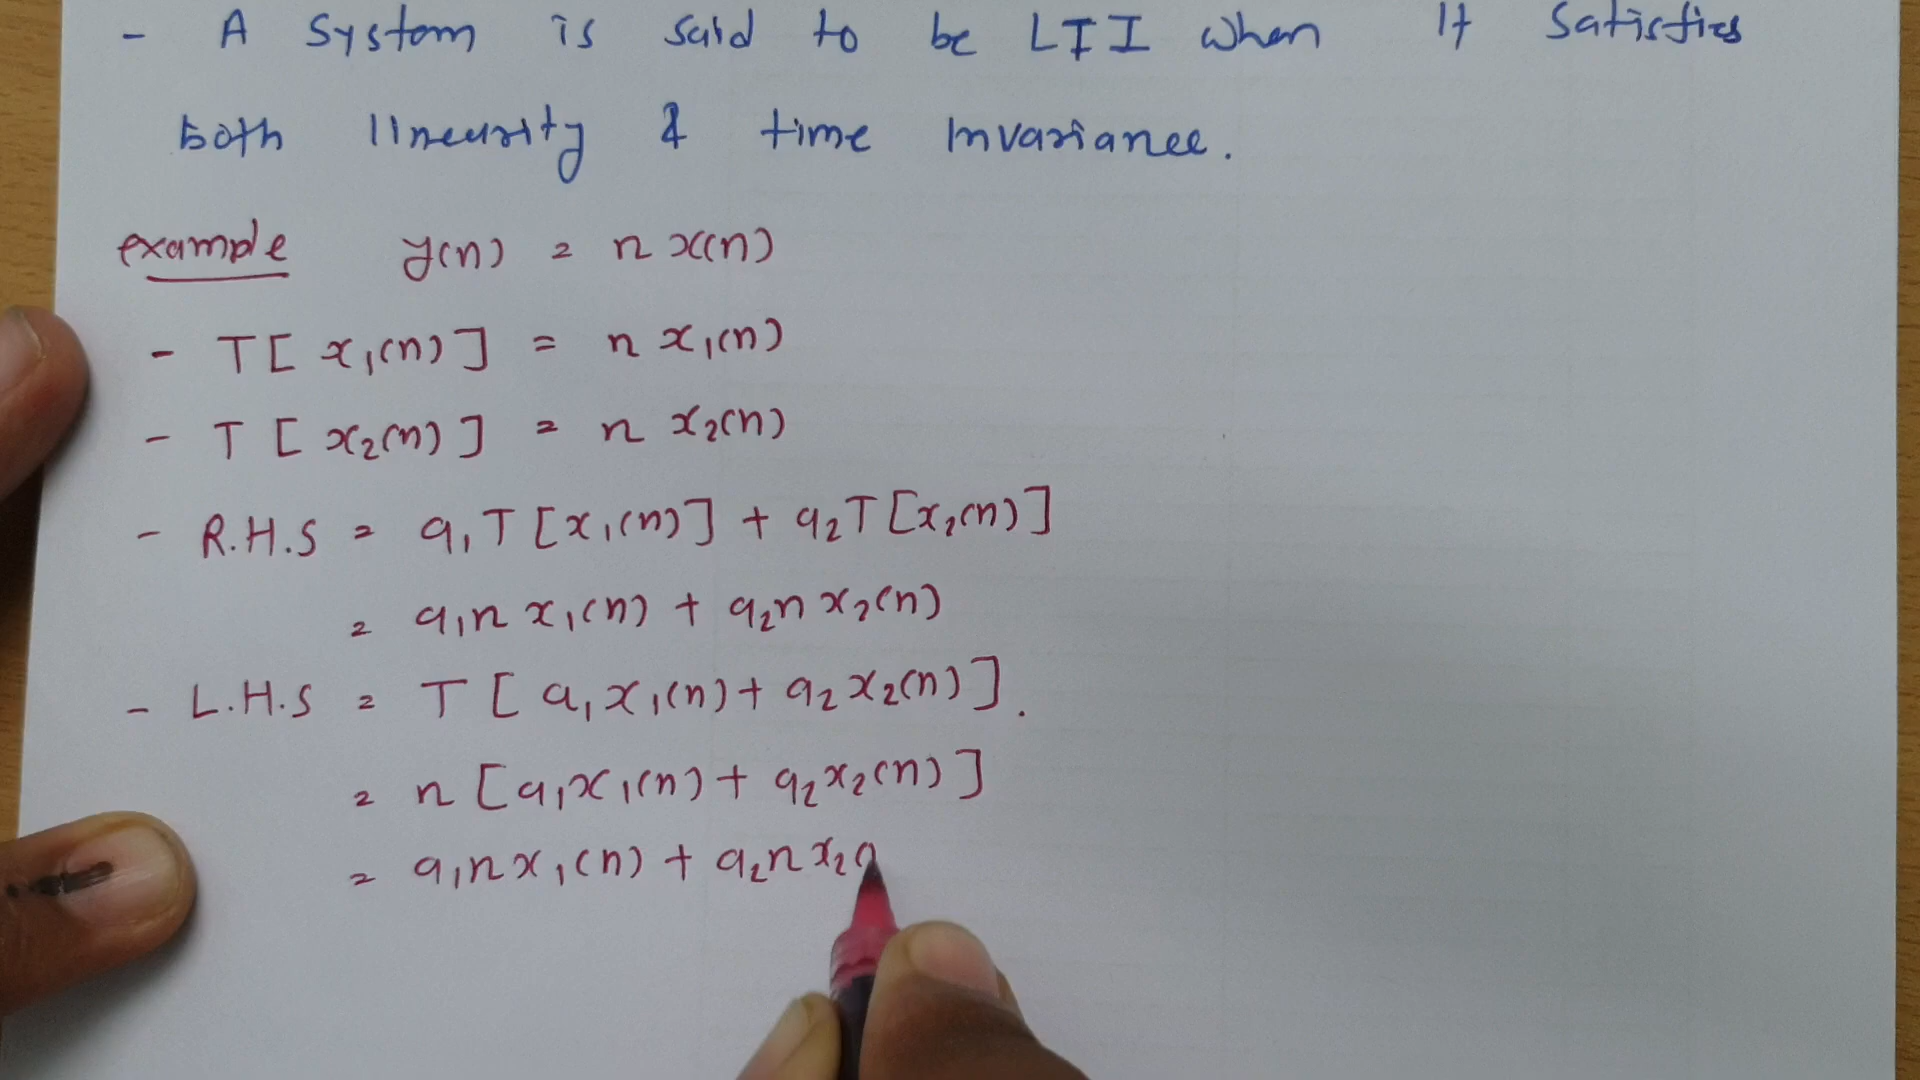 - A System is said to be LTI when it satisfies
both linearity & time invariance.
example y(n) = n x(n)
- T[ x₁(n)] = n x₁(n)
- T [ x₂(n)] = n x₂(n)
- R.H.S = a₁T[x₁(n)] + a₂T[x₂(n)]
= a₁n x₁(n) + a₂n x₂(n)
- L.H.S = T [ a₁x₁(n) + a₂x₂(n)].
= n [a₁x₁(n) + a₂x₂(n)]
= a₁n x₁(n) + a₂n x₂(